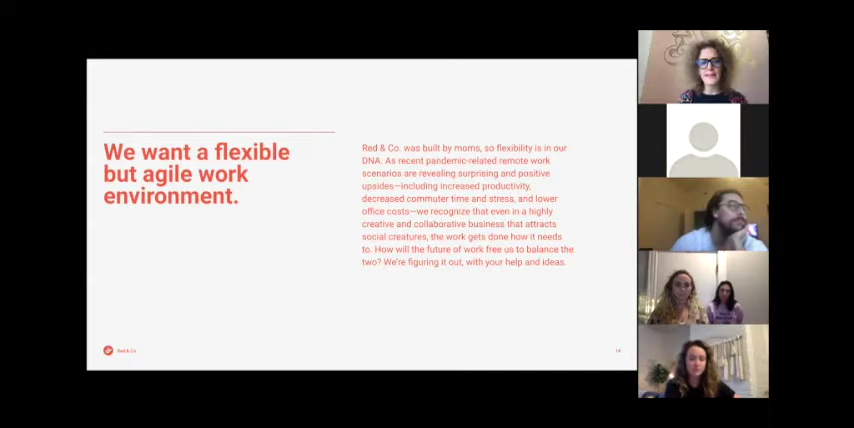 We want a flexible
but agile work
environment.
Red & Co. was built by moms, so flexibility is in our
DNA. As recent pandemic-related remote work
scenarios are revealing surprising and positive
upsides—including increased productivity,
decreased commuter time and stress, and lower
office costs—we recognize that even in a highly
creative and collaborative business that attracts
social creatures, the work gets done how it needs
to. How will the future of work free us to balance the
two? We're figuring it out, with your help and ideas.
Red & Co